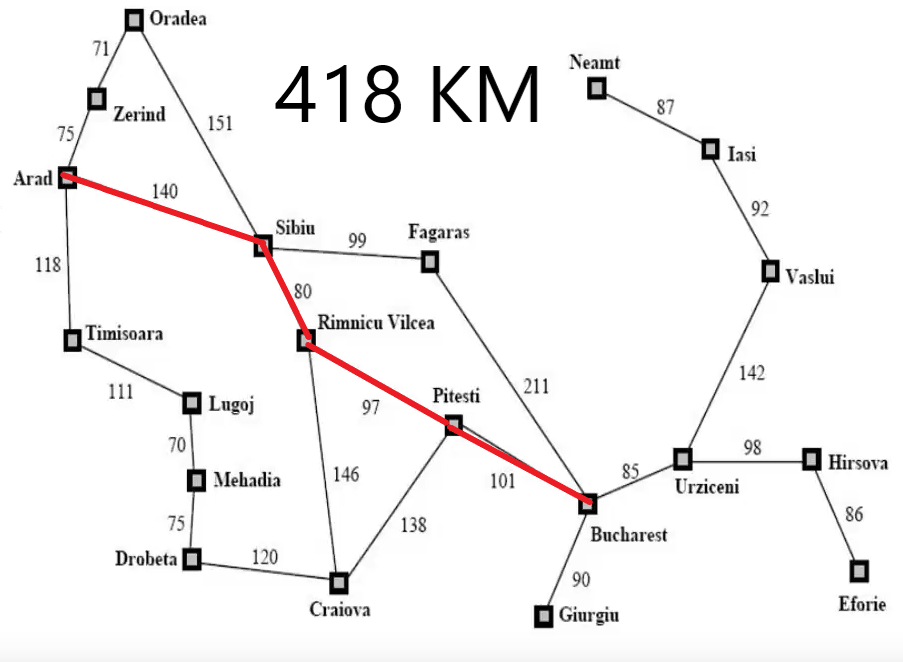 Oradea
71
Neamt
418 KM
Zerind
87
151
75
Iasi
Arad
140
92
Sibiu
Fagaras
99
118
Vaslui
80
Rimnicu Vilcea
Timisoara
142
211
111
Pitesti
Lugoj
97
70
98
Hirsova
146
85
Mehadia
101
Urziceni
75
138
86
Bucharest
Drobeta
120
90
Craiova
Giurgiu
Eforie